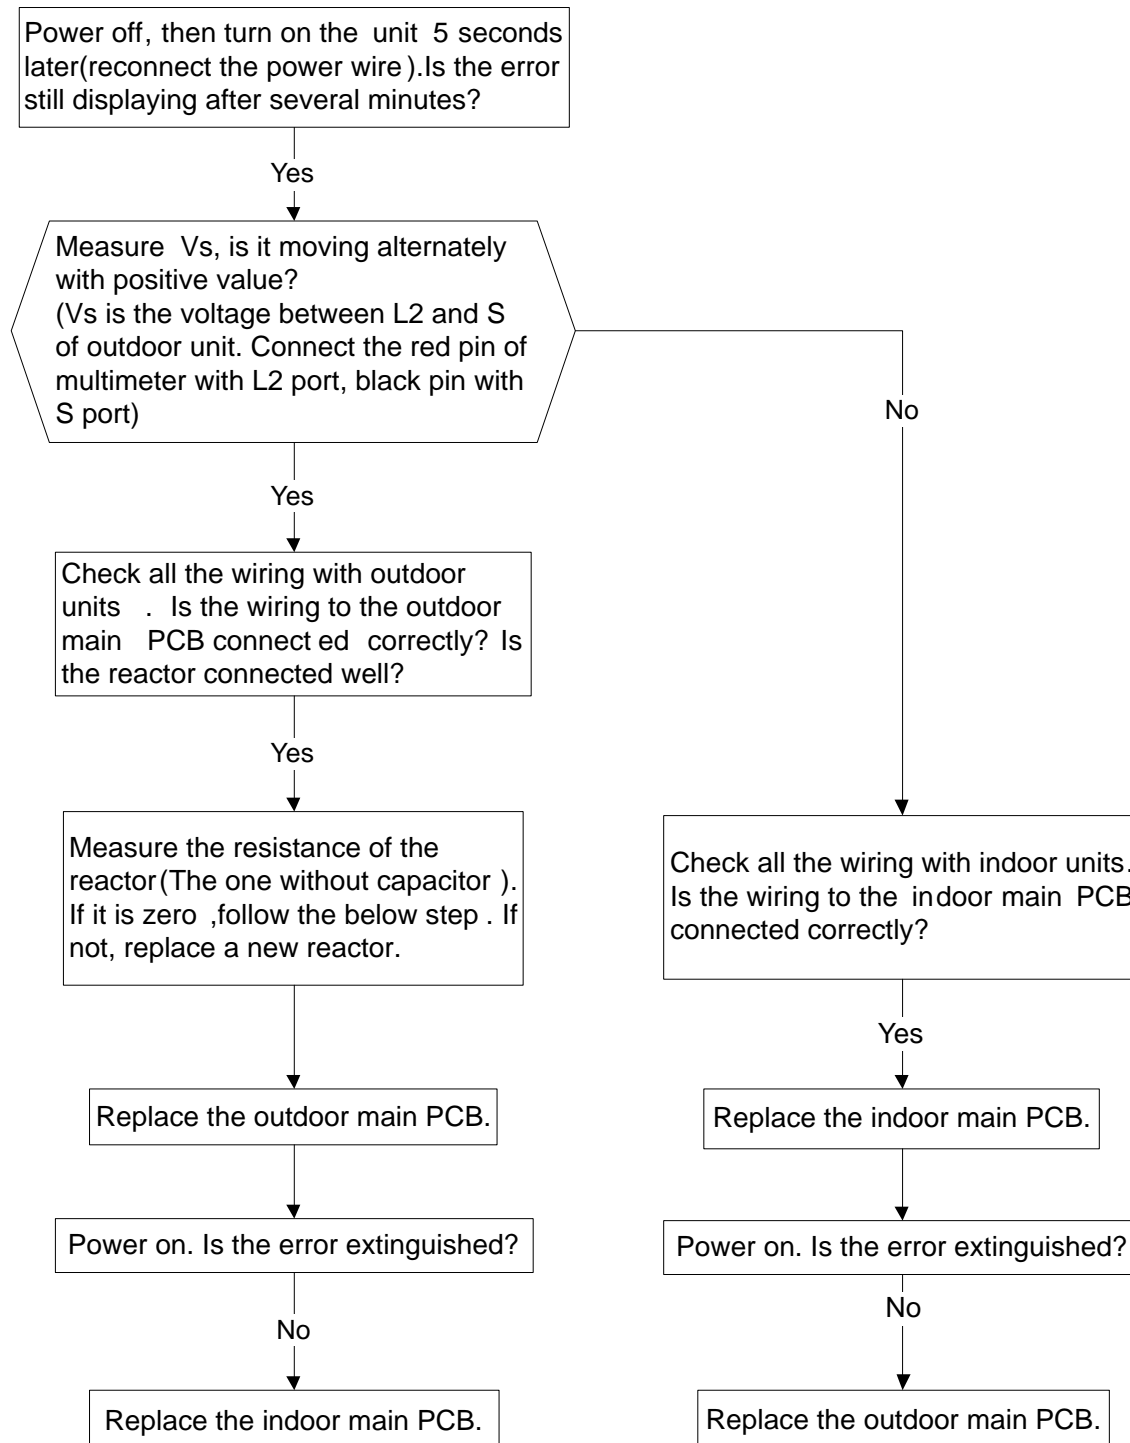 Power off, then turn on the unit 5 seconds
later(reconnect the power wire).Is the error
still displaying after several minutes?
Yes
Measure Vs, is it moving alternately
with positive value?
(Vs is the voltage between L2 and S
of outdoor unit. Connect the red pin of
multimeter with L2 port, black pin with
S port)
No
Yes
Check all the wiring with outdoor
units . Is the wiring to the outdoor
main PCB connect ed correctly? Is
the reactor connected well?
Yes
Measure the resistance of the
reactor(The one without capacitor ).
If it is zero ,follow the below step . If
not, replace a new reactor.
Check all the wiring with indoor units.
Is the wiring to the indoor main PCB
connected correctly?
Yes
Replace the outdoor main PCB.
Replace the indoor main PCB.
Power on. Is the error extinguished?
Power on. Is the error extinguished?
No
No
Replace the indoor main PCB.
Replace the outdoor main PCB.